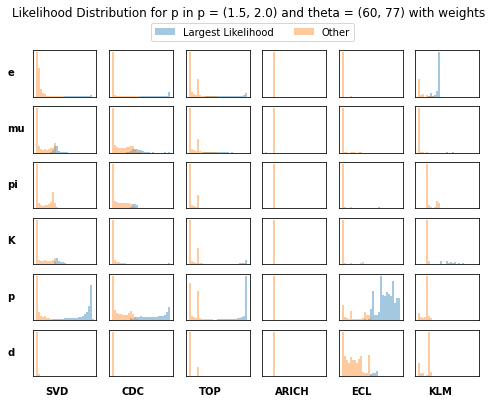 Likelihood Distribution for p in p = (1.5, 2.0) and theta = (60, 77) with weights
Largest Likelihood Other
e
mu
pi
K
p
d
SVD CDC TOP ARICH ECL KLM